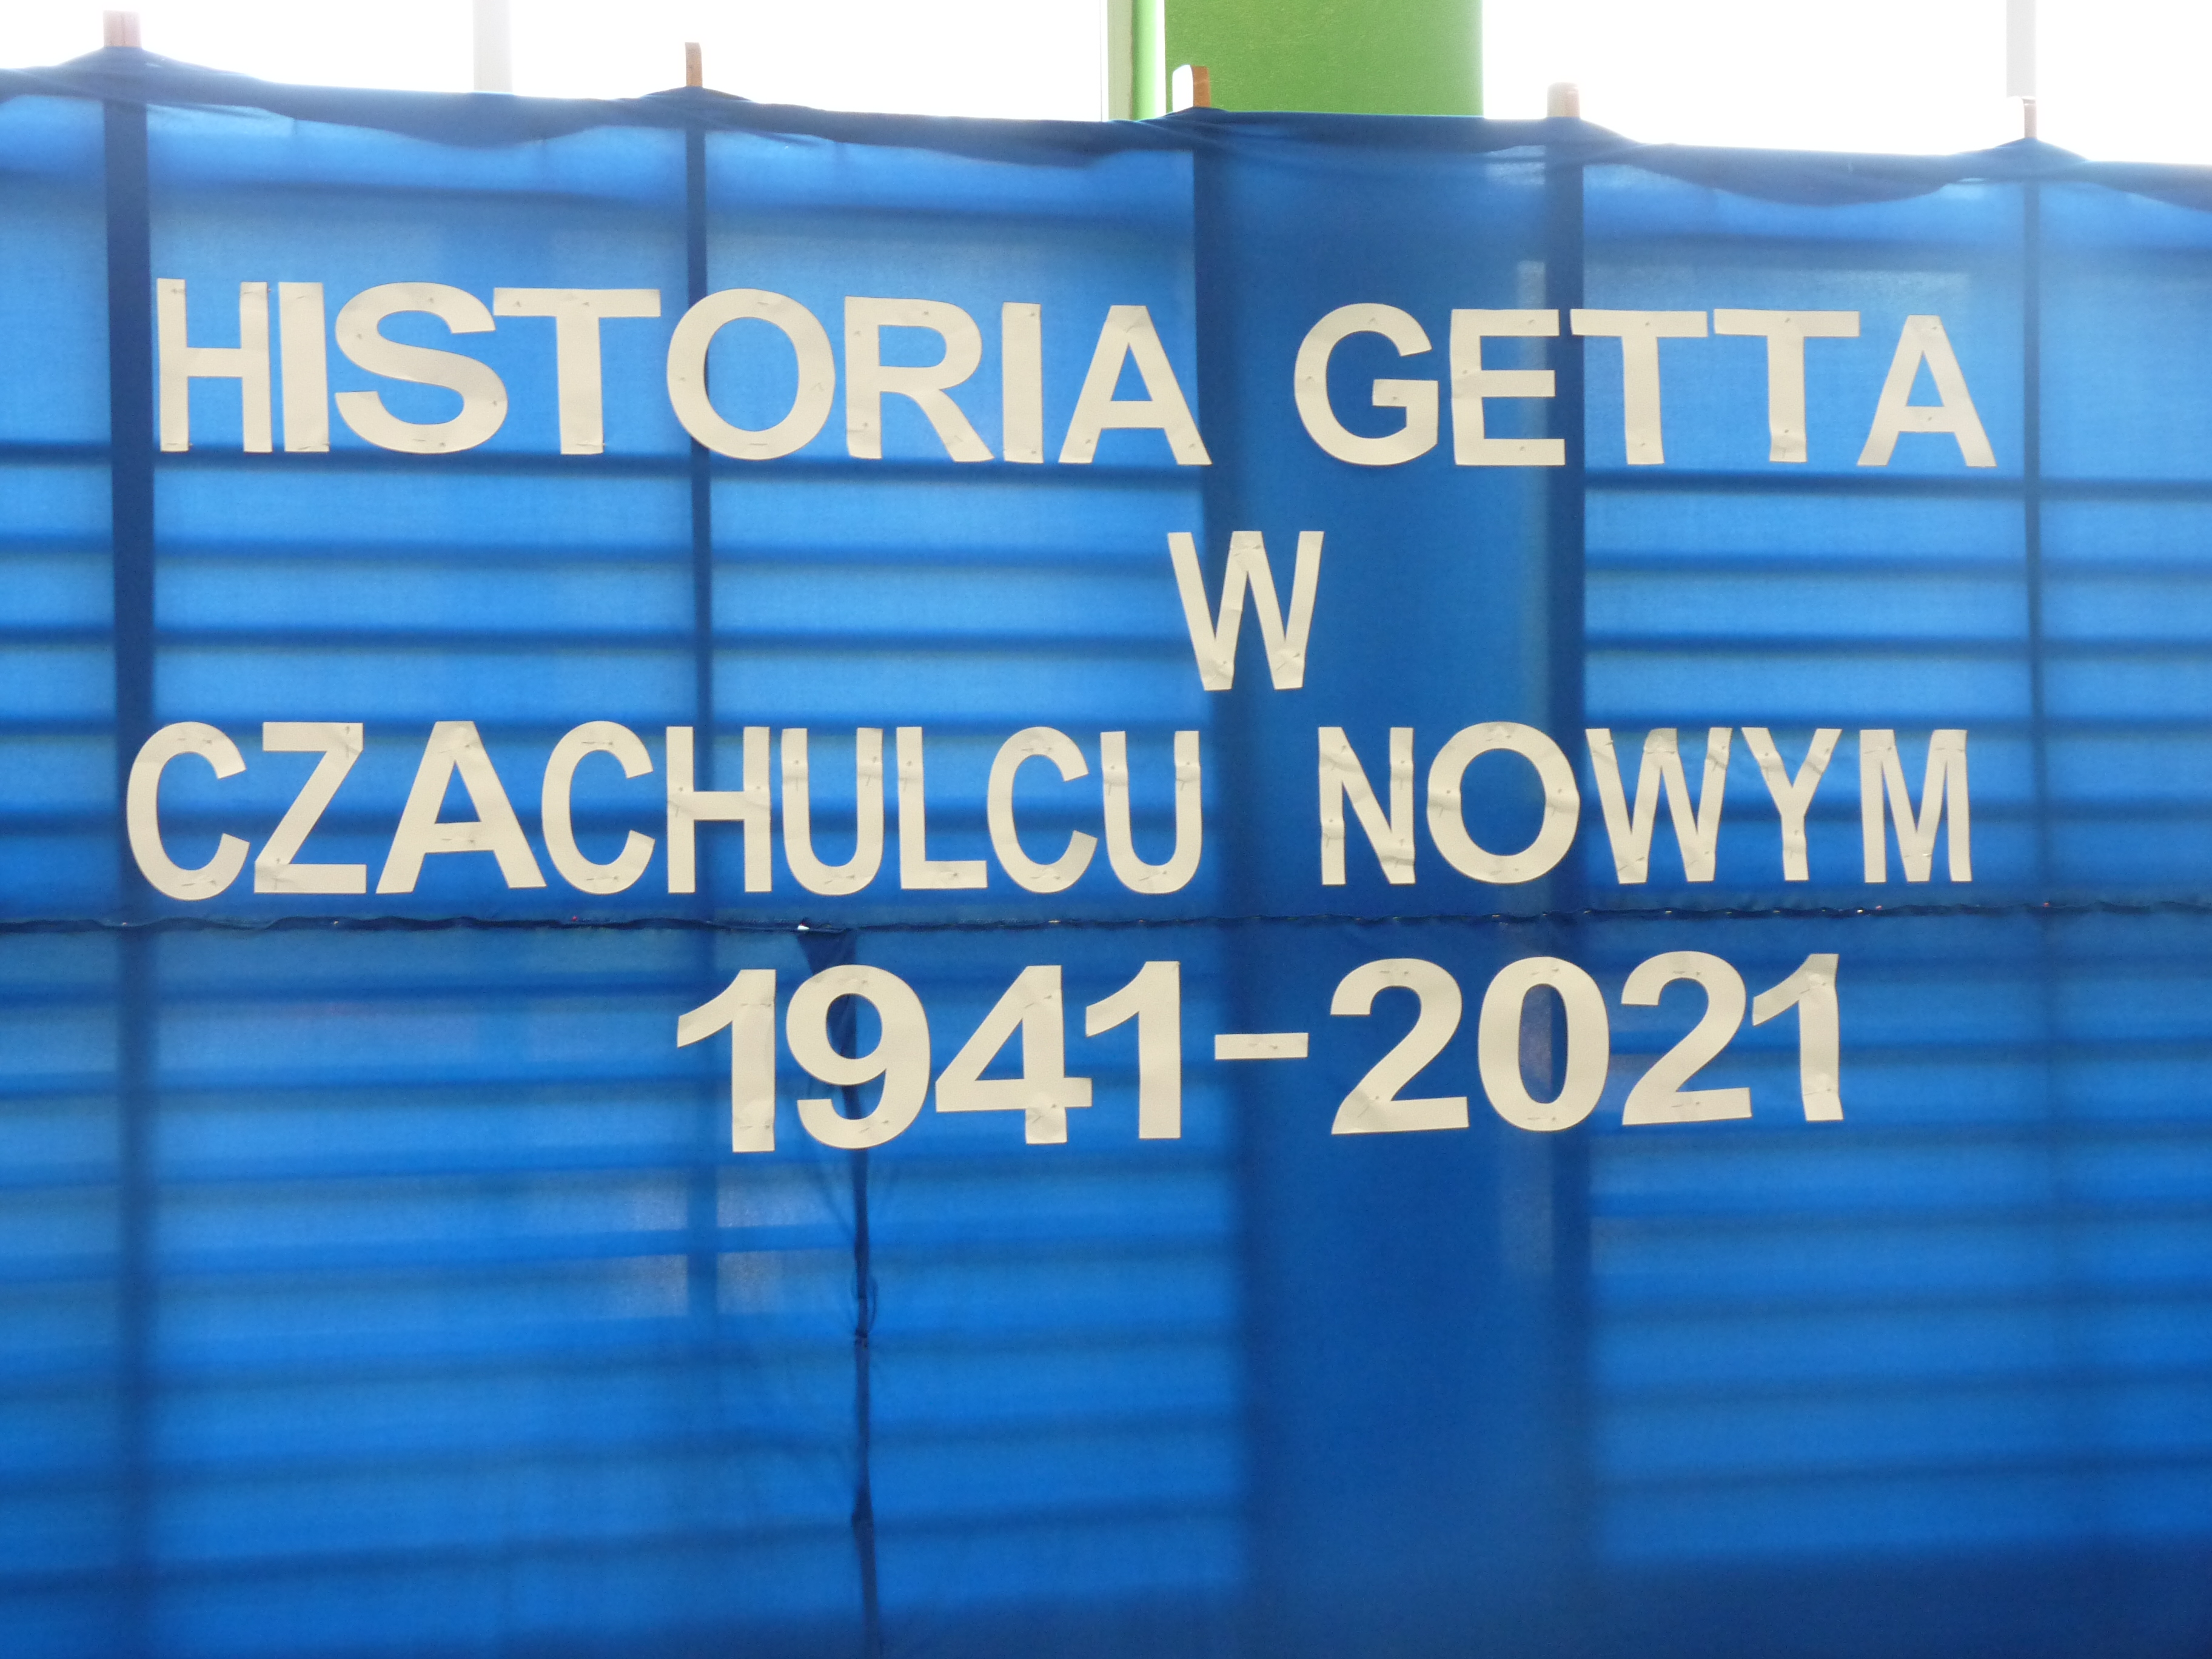 HISTORIA GETTA
W
CZACHULCU NOWYM
1941-2021